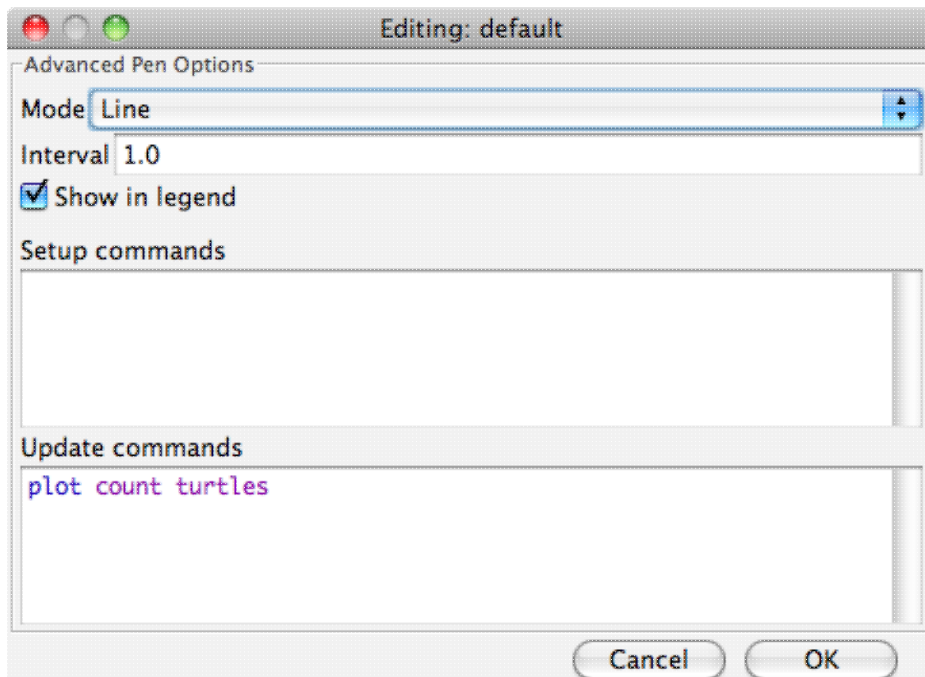 Editing: default
Advanced Pen Options
Mode Line
Interval 1.0
Show in legend
Setup commands
Update commands
plot count turtles
Cancel OK